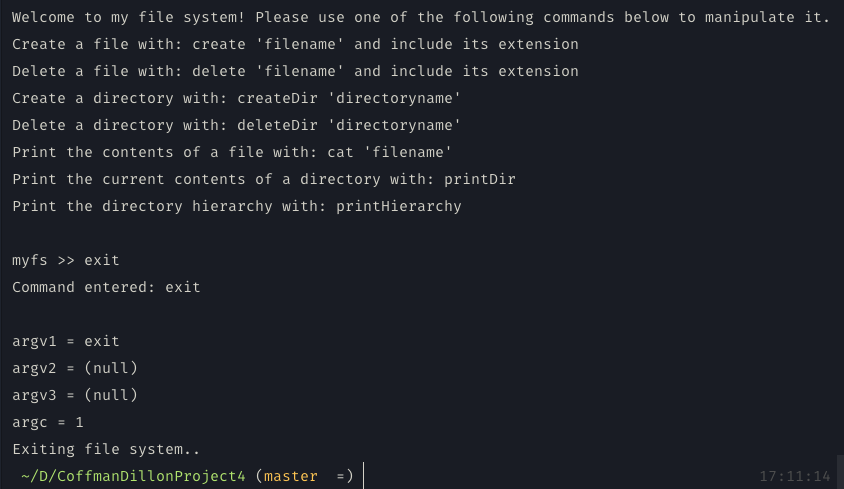 Welcome to my file system! Please use one of the following commands below to manipulate it.
Create a file with: create 'filename' and include its extension
Delete a file with: delete 'filename' and include its extension
Create a directory with: createDir 'directoryname'
Delete a directory with: deleteDir 'directoryname'
Print the contents of a file with: cat 'filename'
Print the current contents of a directory with: printDir
Print the directory hierarchy with: printHierarchy
myfs >> exit
Command entered: exit
argv1 = exit
argv2 = (null)
argv3 = (null)
argc = 1
Exiting file system..
~/D/CoffmanDillonProject4 (master =) 17:11:14